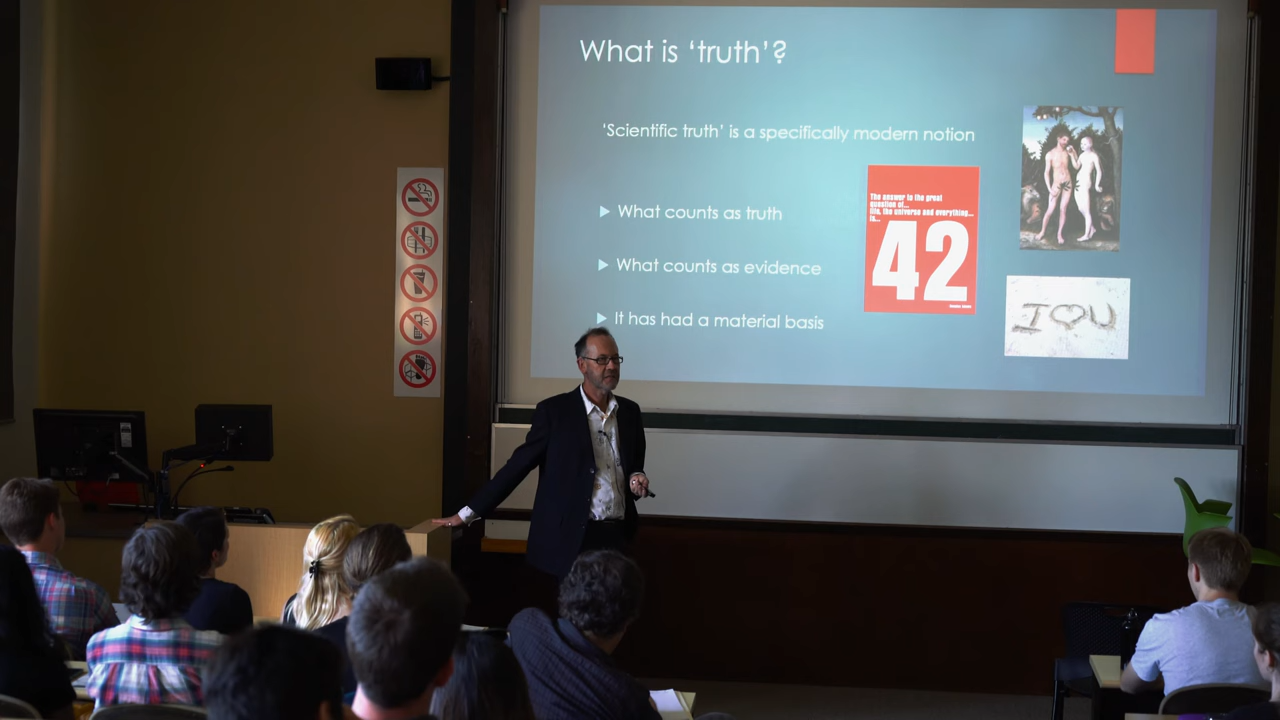 What is ‘truth’?
‘Scientific truth’ is a specifically modern notion
What counts as truth
What counts as evidence
It has had a material basis
The answer to the great
question of...
life, the universe and everything...
is...
42
I ♡ U